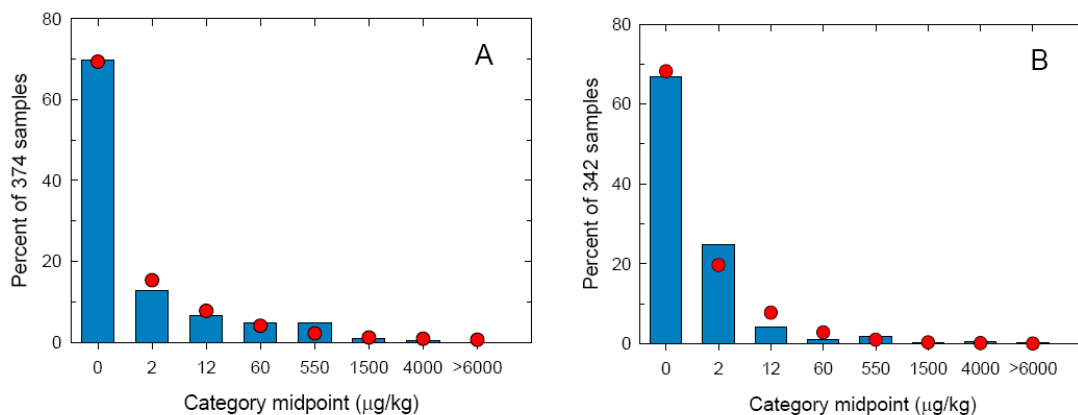 A
Percent of 374 samples
80
60
40
20
0
0 2 12 60 550 1500 4000 >6000
Category midpoint (µg/kg)
B
Percent of 342 samples
80
60
40
20
0
0 2 12 60 550 1500 4000 >6000
Category midpoint (µg/kg)